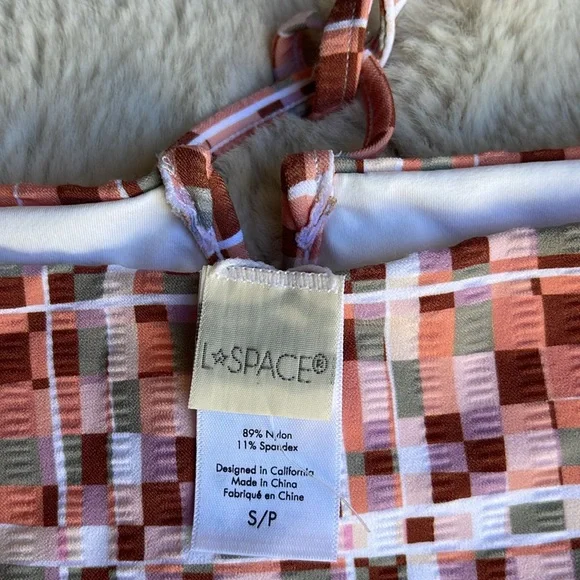 L☆SPACE®
89% Nylon
11% Spandex
Designed in California
Made in China
Fabriqué en Chine
S/P